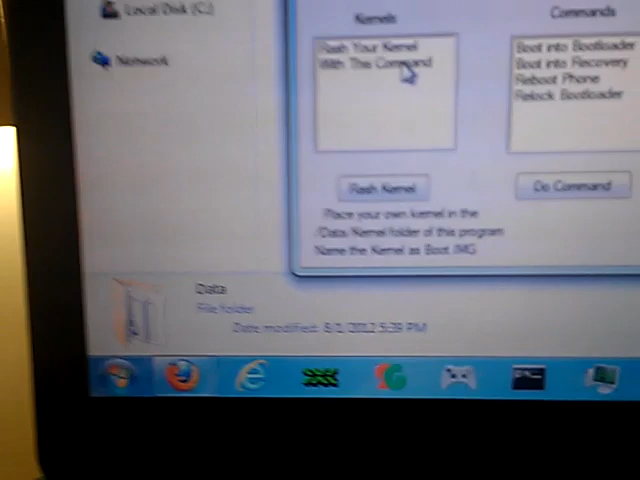 Local Disk (C:)
Network
Kernels
Flash Your Kernel
With This Command
Flash Kernel
Place your own kernel in the
/Data/Kernel folder of this program
Name the Kernel as Boot.IMG
Commands
Boot into Bootloader
Boot into Recovery
Reboot Phone
Relock Bootloader
Do Command
Data
File folder
Date modified: 8/1/2012 5:39 PM